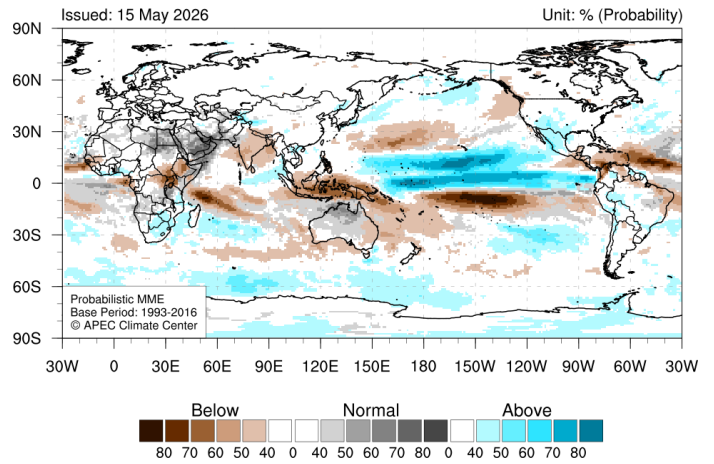 Issued: 15 May 2026 Unit: % (Probability)
90N
60N
30N
0
30S
60S
90S
Probabilistic MME
Base Period: 1993-2016
© APEC Climate Center
30W 0 30E 60E 90E 120E 150E 180 150W 120W 90W 60W 30W
Below Normal Above
80 70 60 50 40 0 40 50 60 70 80 0 40 50 60 70 80